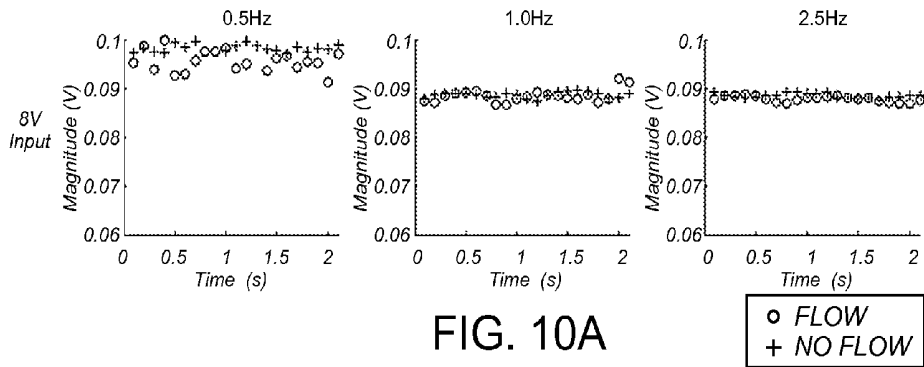 0.5Hz
1.0Hz
2.5Hz
8V
Input
Magnitude (V)
0.1
0.09
0.08
0.07
0.06
0
0.5
1
1.5
2
Time (s)
Magnitude (V)
0.1
0.09
0.08
0.07
0.06
0
0.5
1
1.5
2
Time (s)
Magnitude (V)
0.1
0.09
0.08
0.07
0.06
0
0.5
1
1.5
2
Time (s)
FIG. 10A
FLOW
NO FLOW